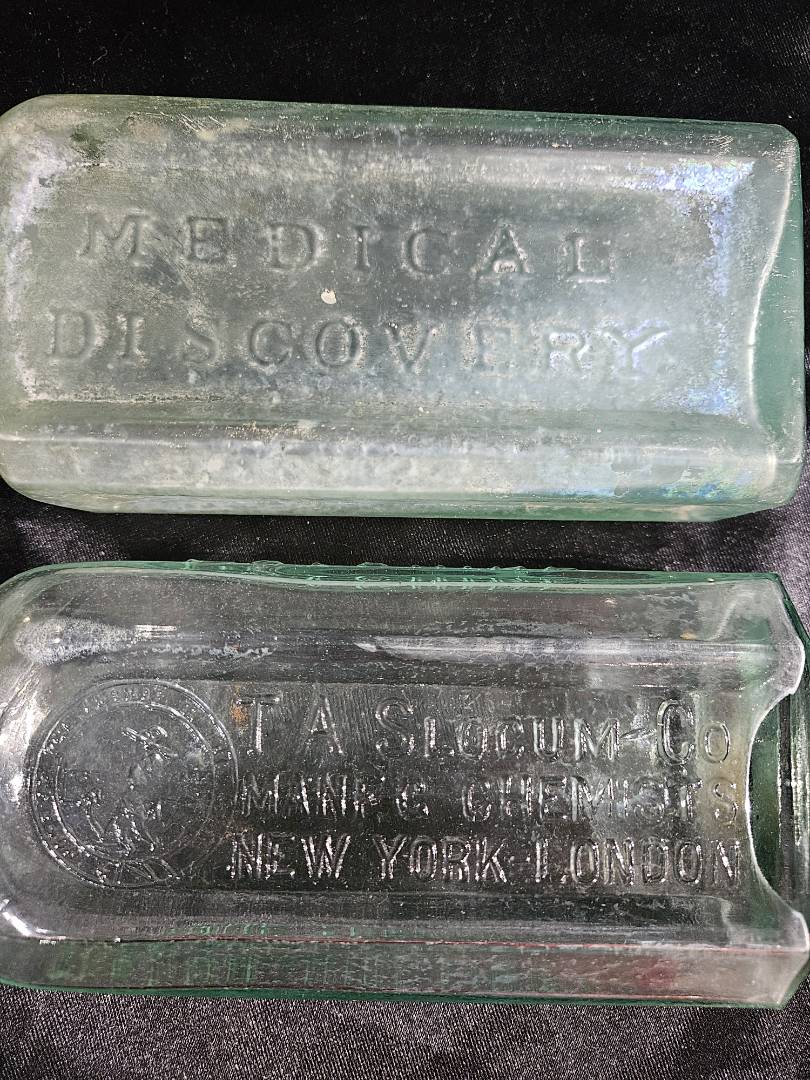 MEDICAL
DISCOVERY
T A SLOCUM Co
MANF'G CHEMISTS
NEW YORK·LONDON